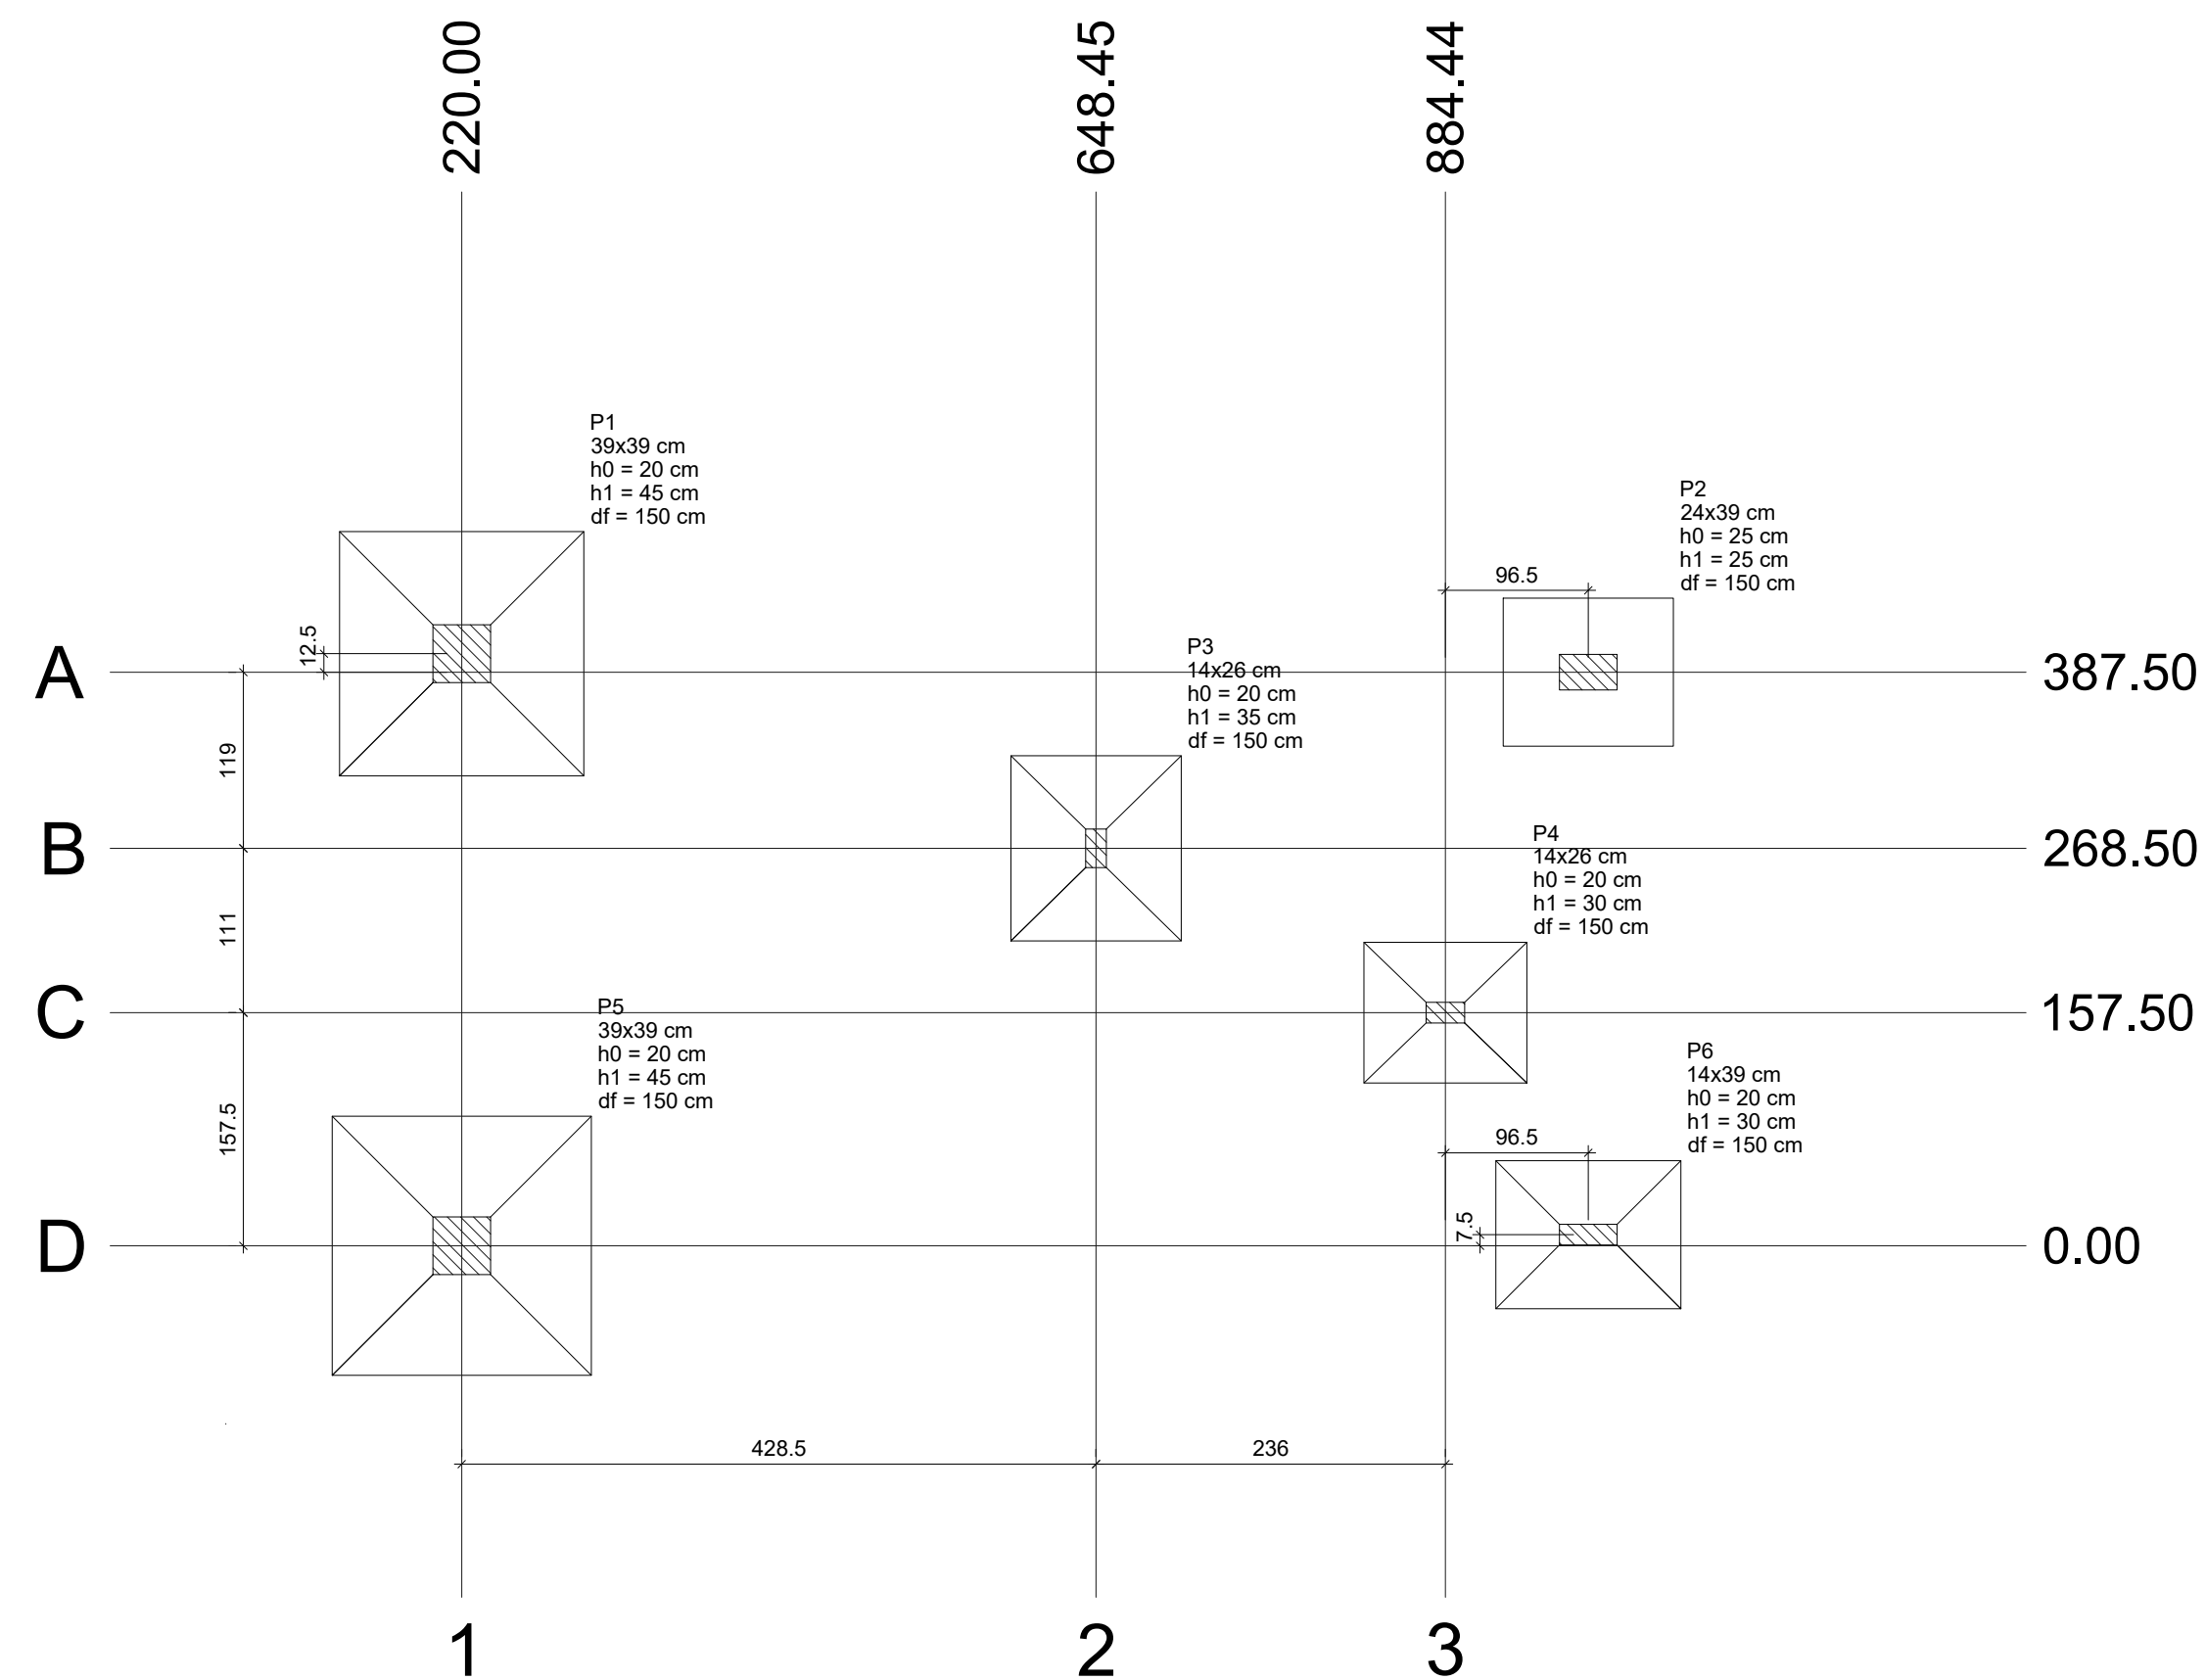 220.00
648.45
884.44
P1
39x39 cm
h0 = 20 cm
h1 = 45 cm
df = 150 cm
P2
24x39 cm
h0 = 25 cm
h1 = 25 cm
df = 150 cm
96.5
12.5
P3
14x26 cm
h0 = 20 cm
h1 = 35 cm
df = 150 cm
A
387.50
119
B
268.50
P4
14x26 cm
h0 = 20 cm
h1 = 30 cm
df = 150 cm
111
C
157.50
P5
39x39 cm
h0 = 20 cm
h1 = 45 cm
df = 150 cm
P6
14x39 cm
h0 = 20 cm
h1 = 30 cm
df = 150 cm
157.5
96.5
7.5
D
0.00
428.5
236
1
2
3